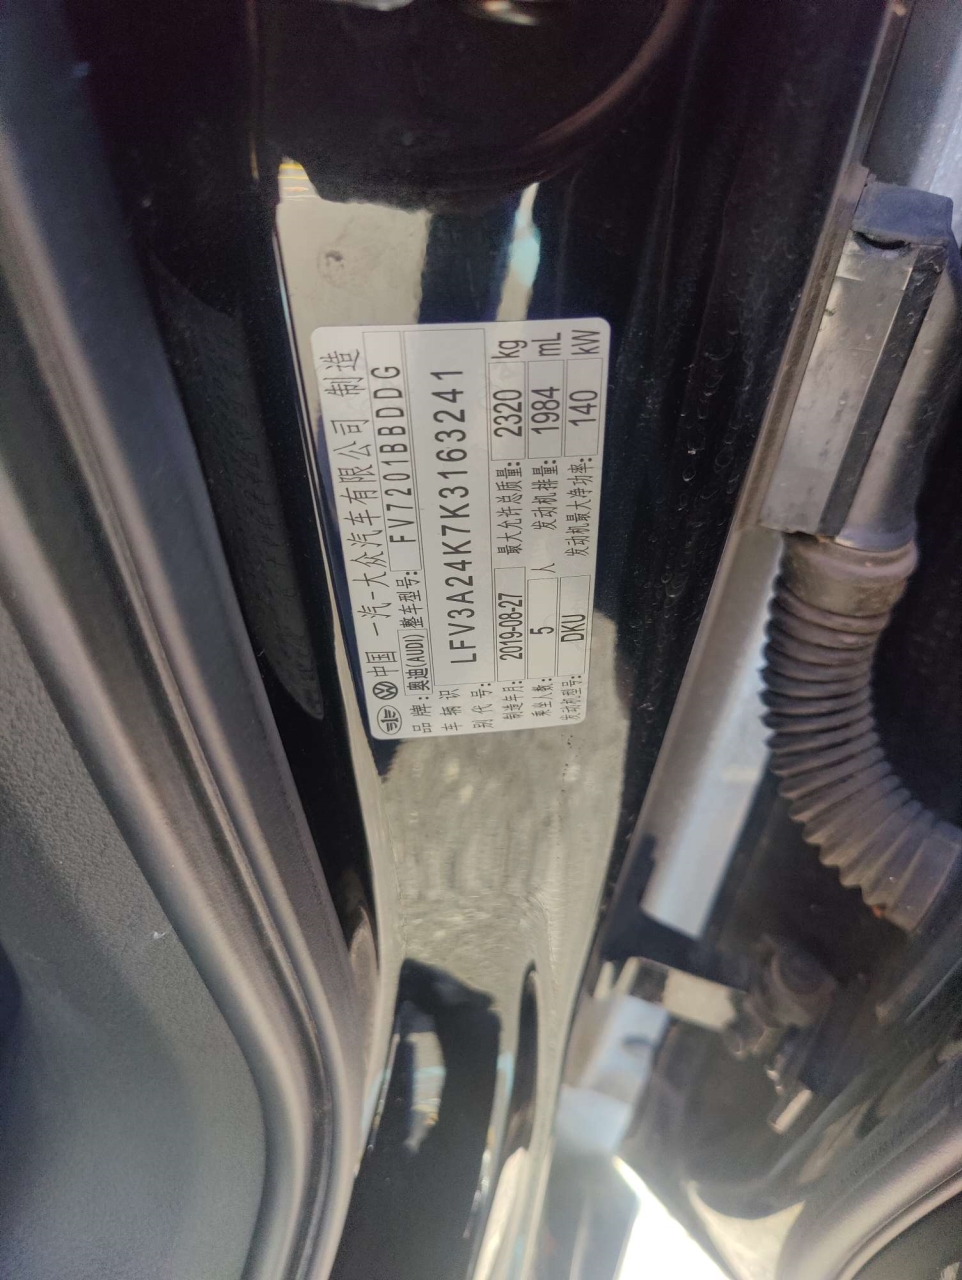 中国 一汽-大众汽车有限公司 制造
品牌: 奥迪(AUDI) 整车型号: FV7201BBDDG
车辆识别代号: LFV3A24K7K3163241
制造年月: 2019-08-27 最大允许总质量: 2320 kg
乘坐人数: 5 人 发动机排量: 1984 mL
发动机型号: DKU 发动机最大净功率: 140 kW